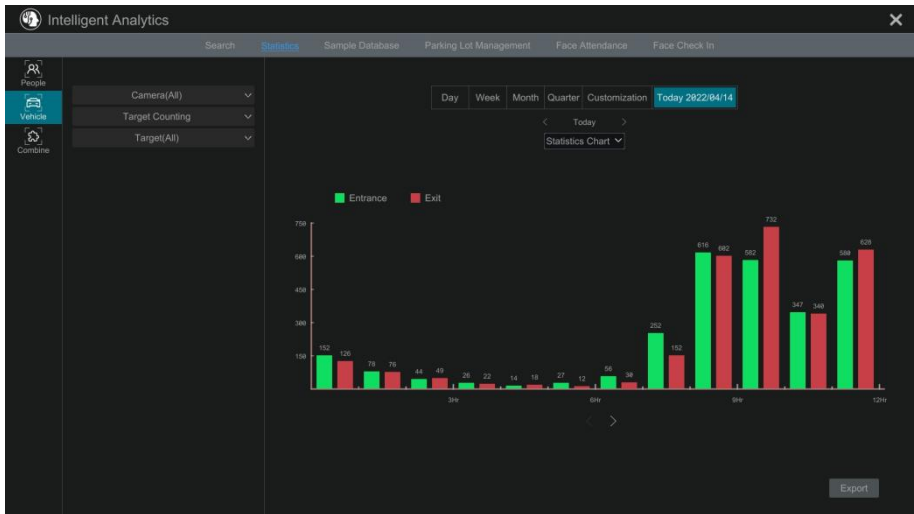 Intelligent Analytics
Search Statistics Sample Database Parking Lot Management Face Attendance Face Check In
People
Vehicle
Combine
Camera(All)
Target Counting
Target(All)
Day Week Month Quarter Customization Today 2022/04/14
Today
Statistics Chart
Entrance Exit
750
600
450
300
150
152 126 78 76 44 49 26 22 14 18 27 12 56 30 252 152 616 602 582 732 347 340 580 628
3Hr 6Hr 9Hr 12Hr
Export